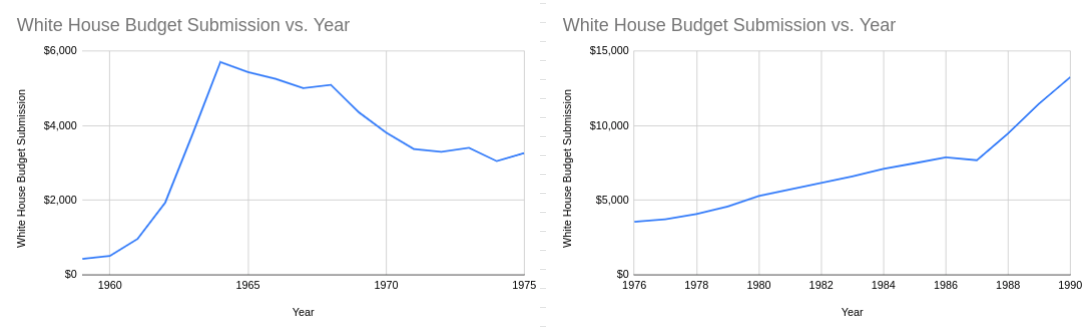 White House Budget Submission vs. Year
$6,000
$4,000
$2,000
$0
White House Budget Submission
1960 1965 1970 1975
Year
White House Budget Submission vs. Year
$15,000
$10,000
$5,000
$0
White House Budget Submission
1976 1978 1980 1982 1984 1986 1988 1990
Year